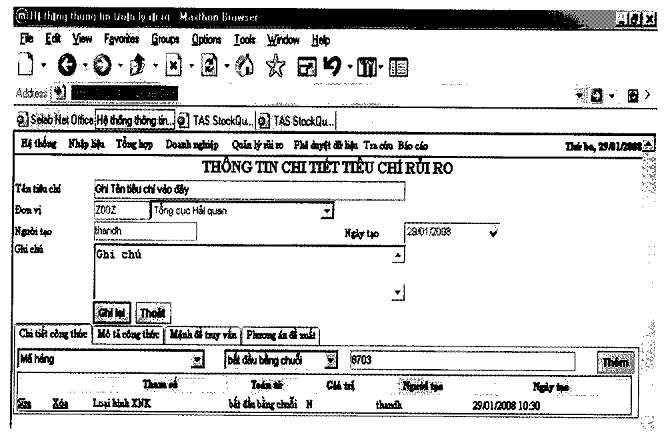 Hệ thống thông tin quản lý rủi ro - Maxthon Browser
File Edit View Favorites Groups Options Tools Window Help
Address
Selab Net Office Hệ thống thông tin... TAS StockQu... TAS StockQu...
Hệ thống Nhập liệu Tổng hợp Doanh nghiệp Quản lý rủi ro Phê duyệt dữ liệu Tra cứu Báo cáo Thứ ba, 29/01/2008
THÔNG TIN CHI TIẾT TIÊU CHÍ RỦI RO
Tên tiêu chí Ghi Tên tiêu chí vào đây
Đơn vị Z00Z Tổng cục Hải quan
Người tạo thandh Ngày tạo 29/01/2008
Ghi chú Ghi chú
Ghi lại Thoát
Chi tiết công thức Mô tả công thức Mệnh đề truy vấn Phương án đề xuất
Mã hàng bắt đầu bằng chuỗi 8703 Thêm
Tham số Toán tử Giá trị Người tạo Ngày tạo
Sửa Xóa Loại hình XNK bắt đầu bằng chuỗi N thandh 29/01/2008 10:30